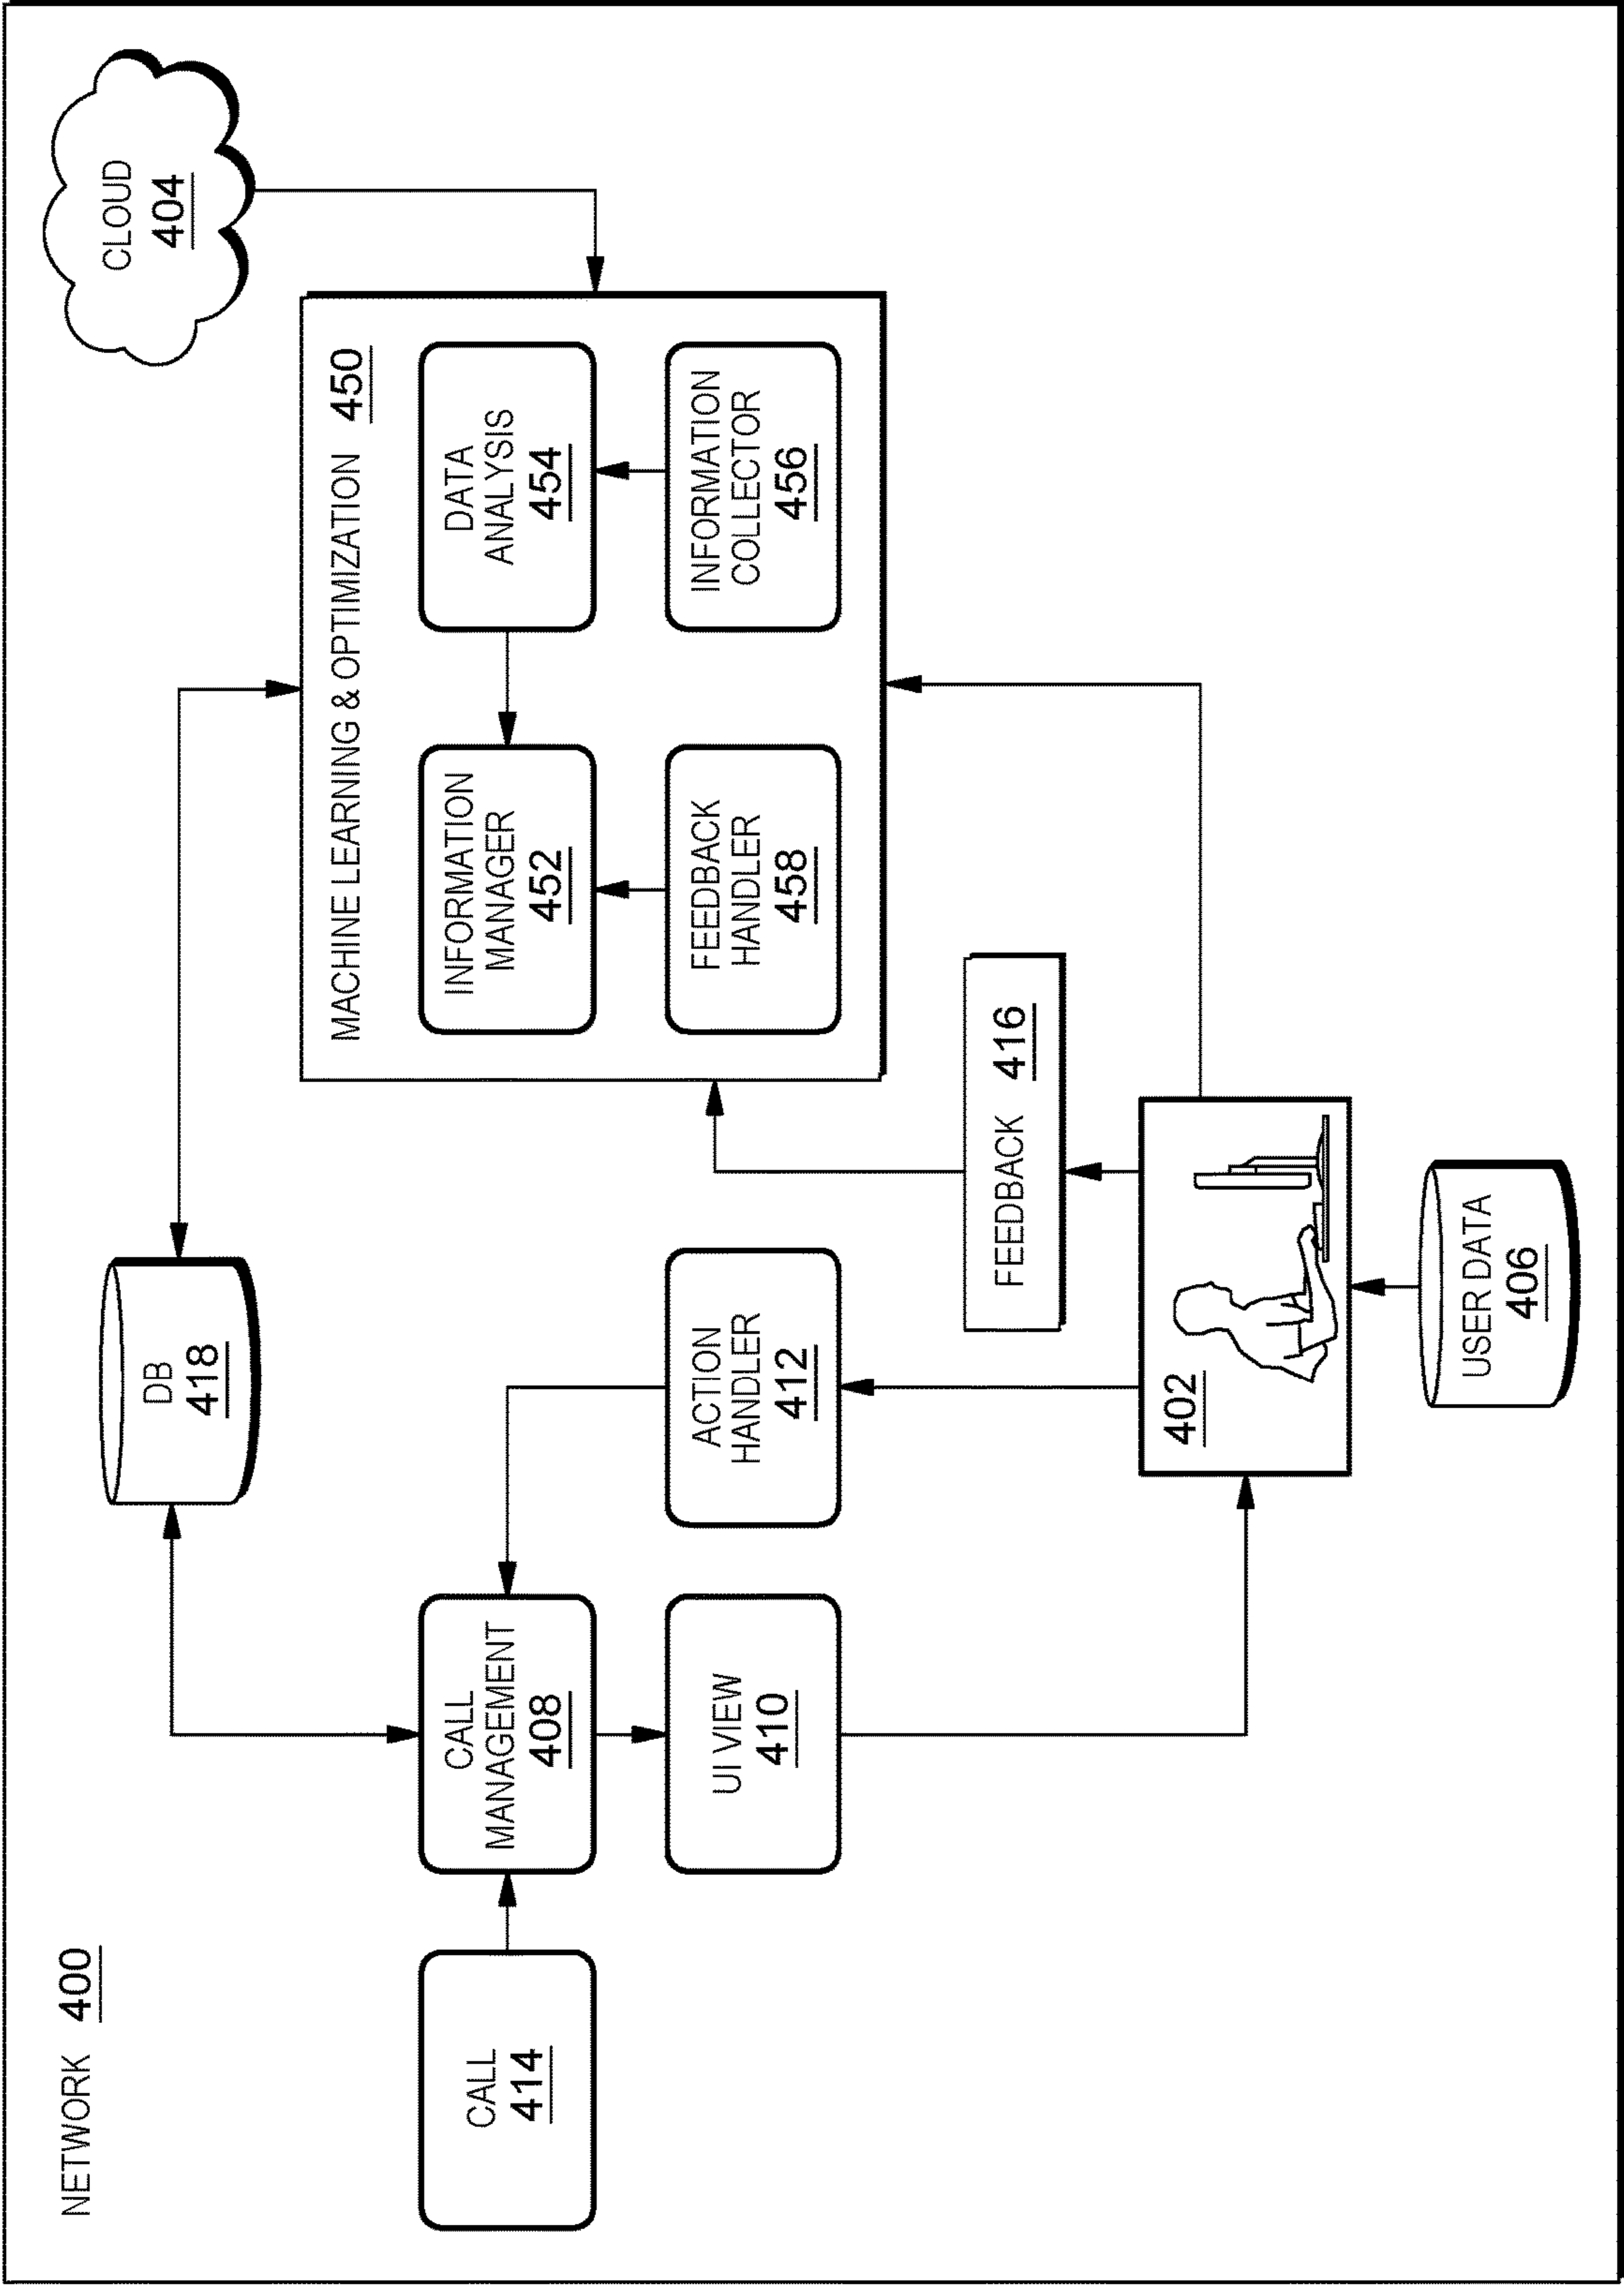 NETWORK 400
CLOUD
404
DB
418
MACHINE LEARNING & OPTIMIZATION 450
CALL
414
CALL
MANAGEMENT
408
INFORMATION
MANAGER
452
DATA
ANALYSIS
454
UI VIEW
410
ACTION
HANDLER
412
FEEDBACK
HANDLER
458
INFORMATION
COLLECTOR
456
FEEDBACK 416
402
USER DATA
406